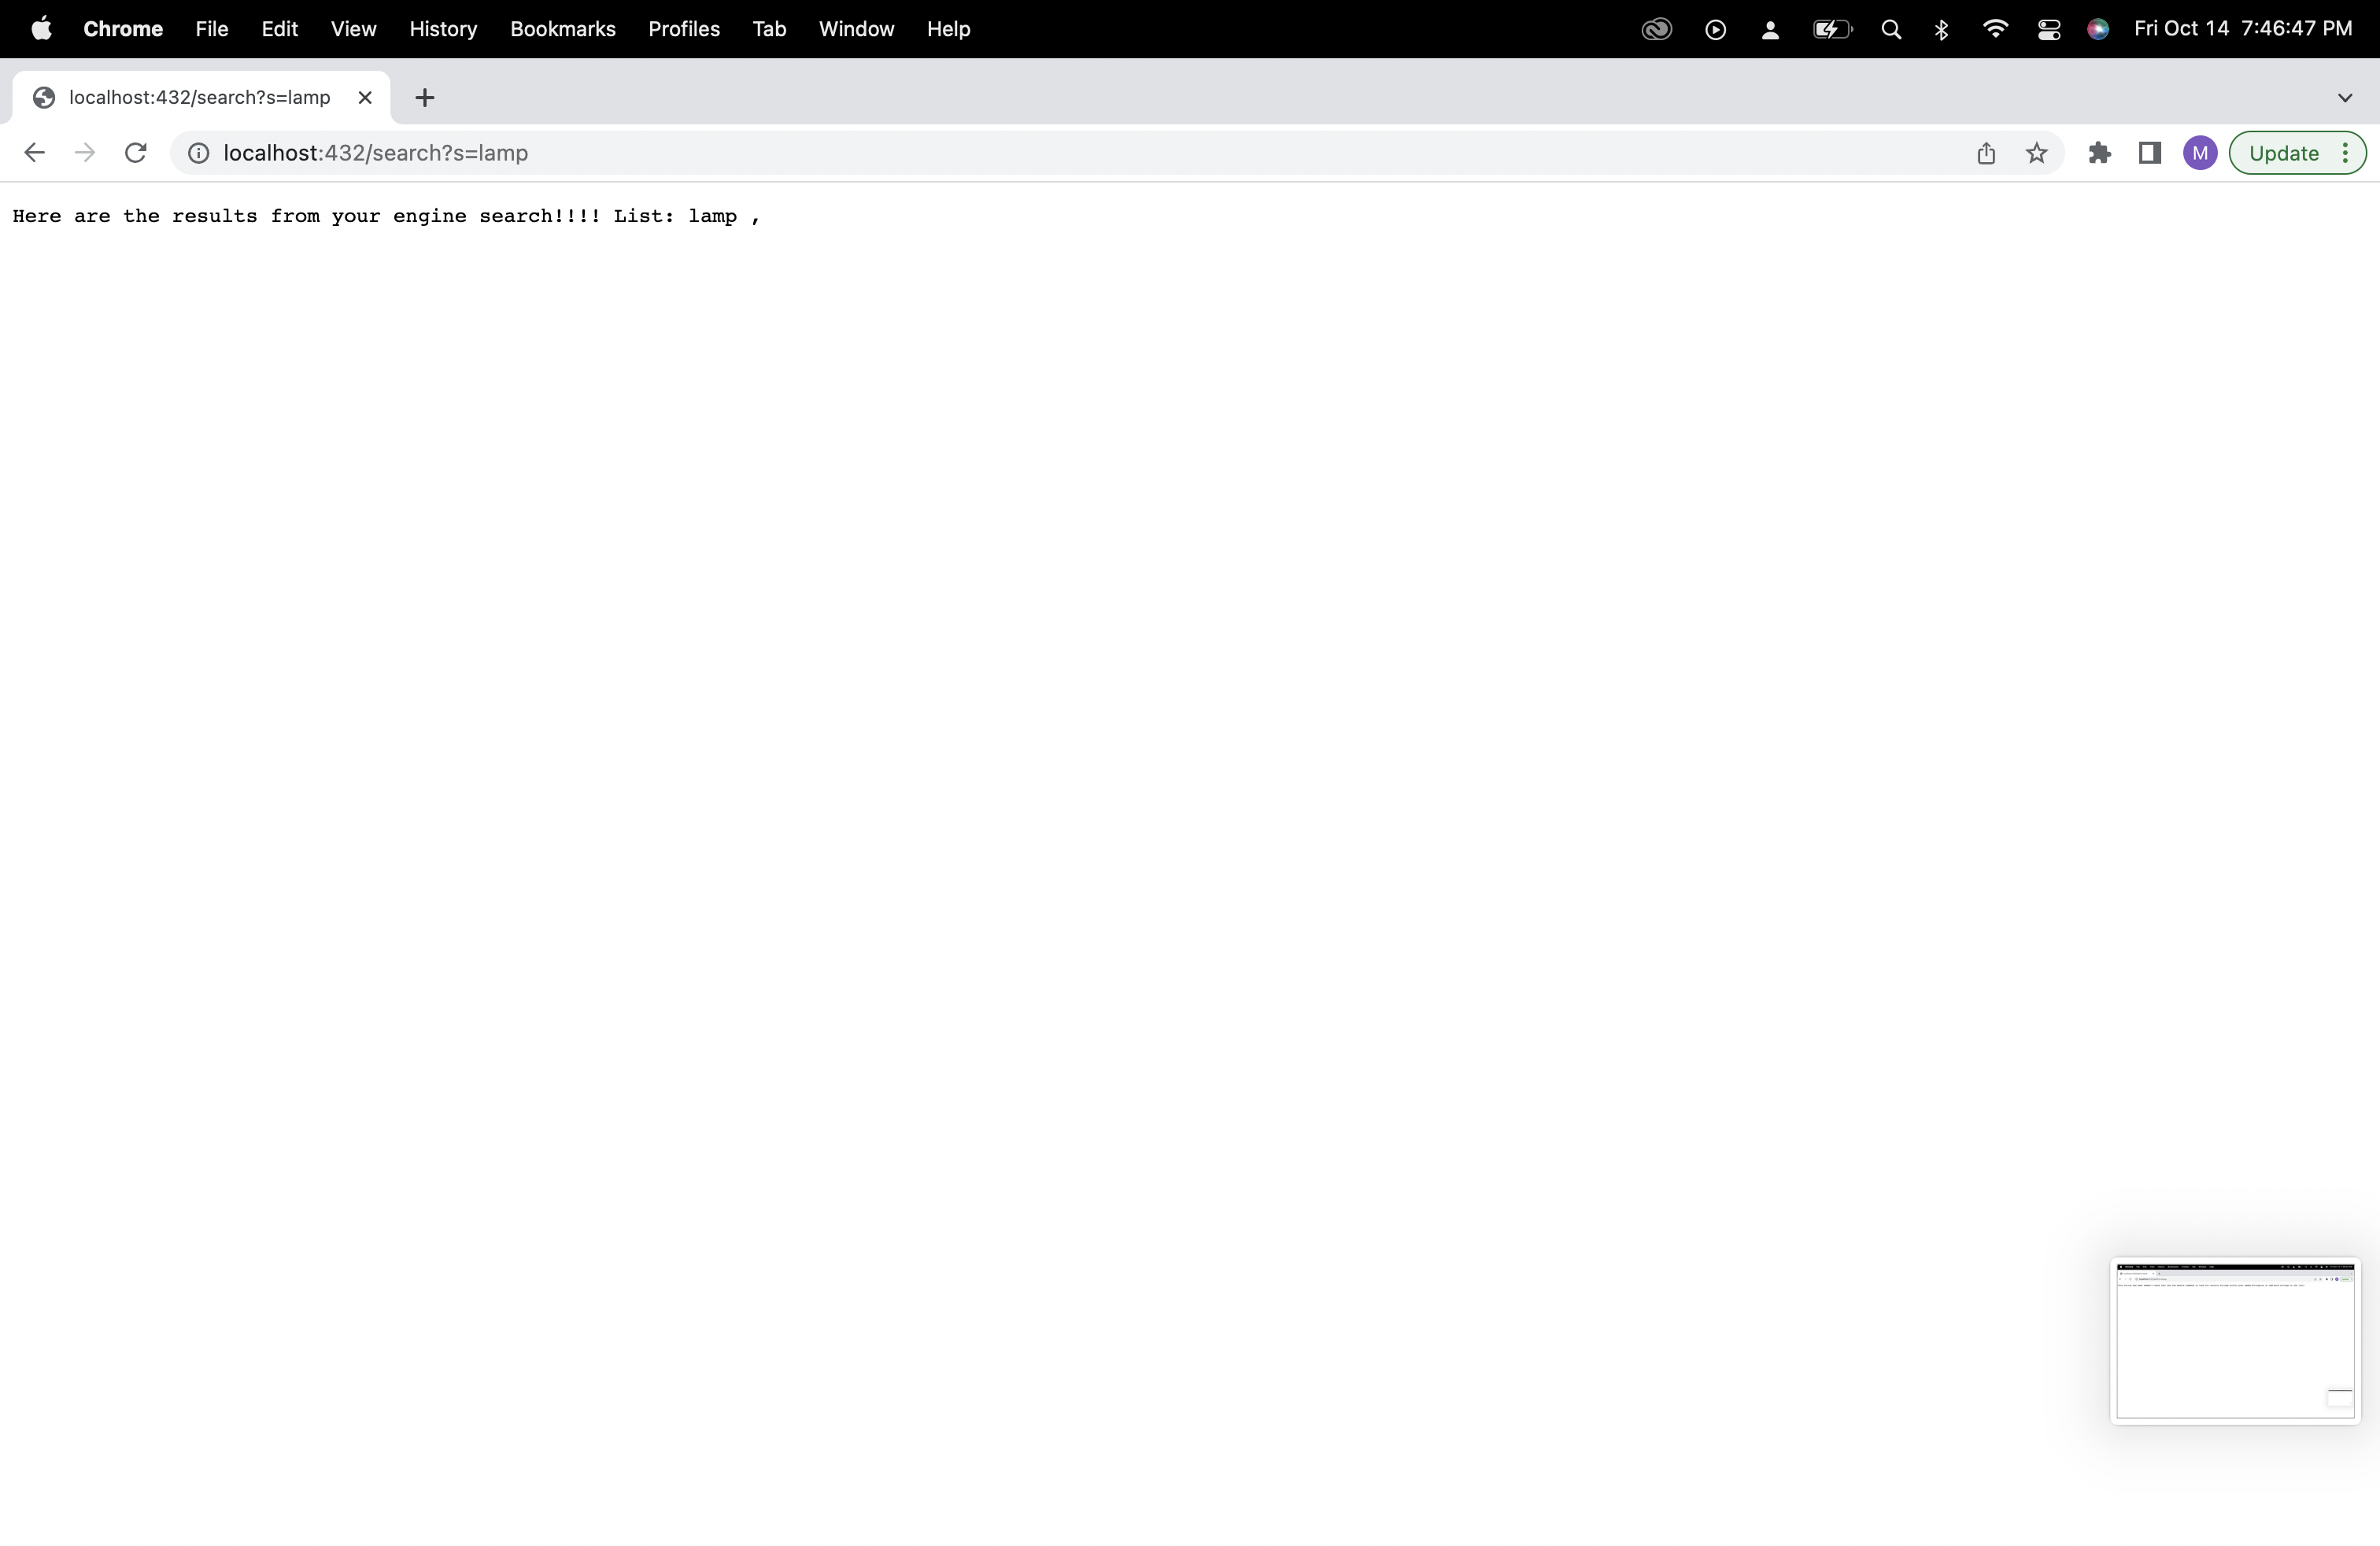 Chrome File Edit View History Bookmarks Profiles Tab Window Help Fri Oct 14 7:46:47 PM
localhost:432/search?s=lamp
localhost:432/search?s=lamp M Update
Here are the results from your engine search!!!! List: lamp ,